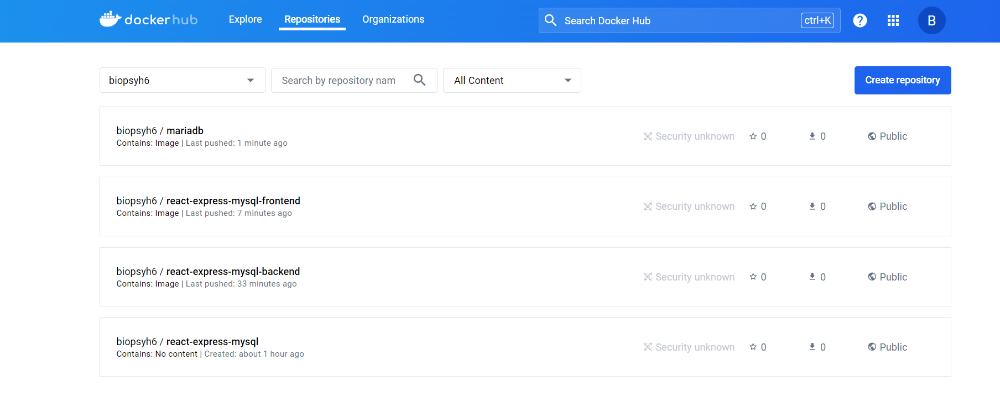 dockerhub Explore Repositories Organizations Search Docker Hub ctrl+K ? B
biopsyh6 Search by repository nam All Content Create repository
biopsyh6 / mariadb
Contains: Image | Last pushed: 1 minute ago
Security unknown 0 0 Public
biopsyh6 / react-express-mysql-frontend
Contains: Image | Last pushed: 7 minutes ago
Security unknown 0 0 Public
biopsyh6 / react-express-mysql-backend
Contains: Image | Last pushed: 33 minutes ago
Security unknown 0 0 Public
biopsyh6 / react-express-mysql
Contains: No content | Created: about 1 hour ago
Security unknown 0 0 Public